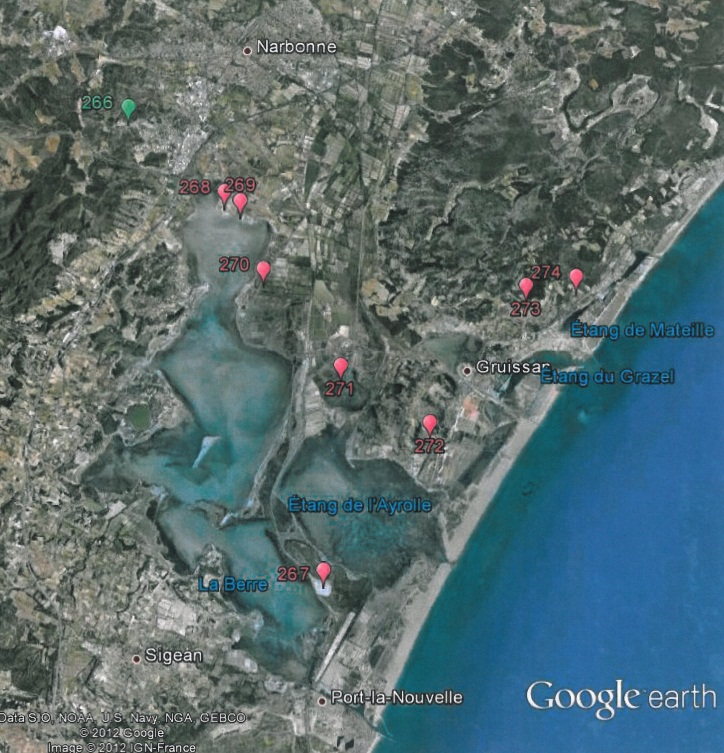 Narbonne
266
268
269
270
274
273
Étang de Mateille
271
Gruissan
Étang du Grazel
272
Étang de l'Ayrolle
267
La Berre
Sigean
Port-la-Nouvelle
Google earth
Data SIO, NOAA, U.S. Navy, NGA, GEBCO
© 2012 Google
Image © 2012 IGN-France